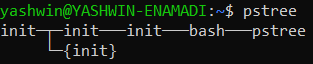 yashwin@YASHWIN-ENAMADI:~$ pstree
init─┬─init───init───bash───pstree
     └─{init}